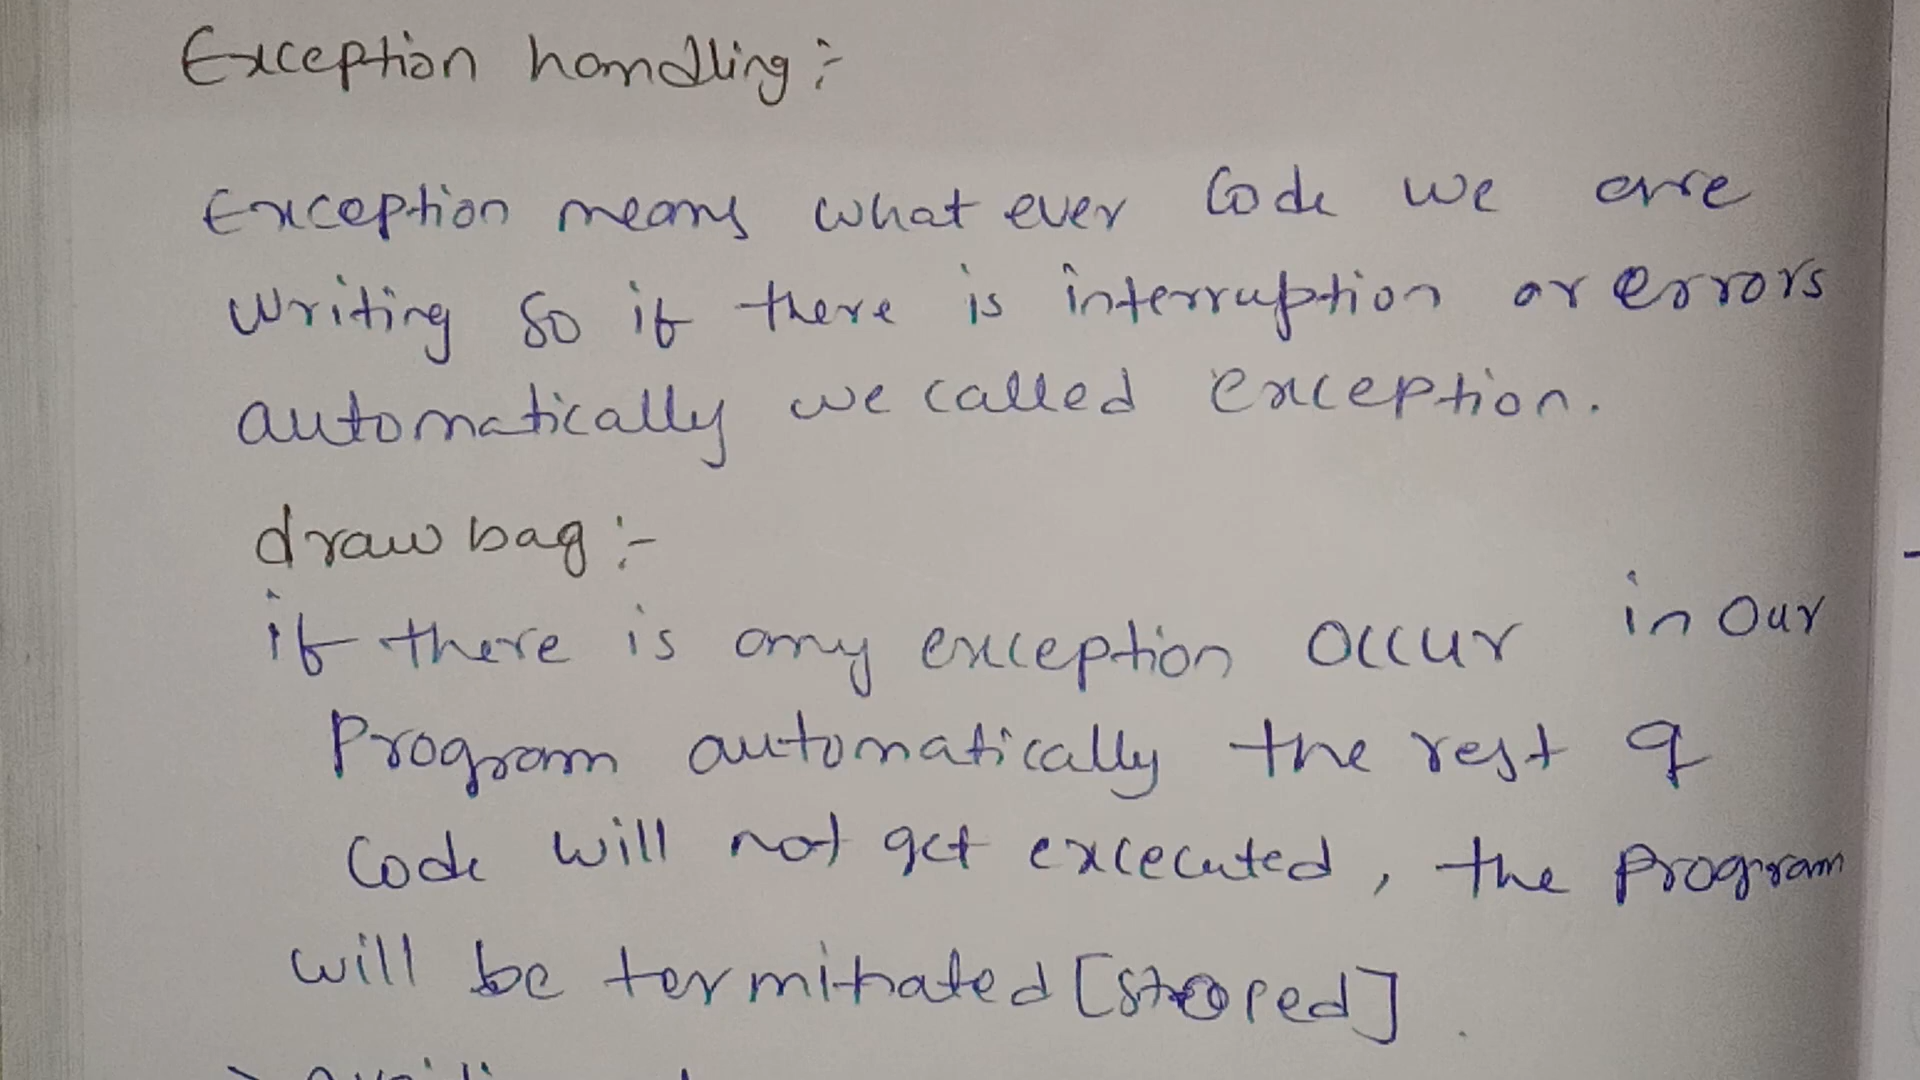 Exception handling :-
Exception means what ever Code we are
writing so if there is interruption or errors
automatically we called exception.
draw bag :-
if there is any exception occur in our
Program automatically the rest of
Code will not get excecuted, the program
will be terminated [stoped].